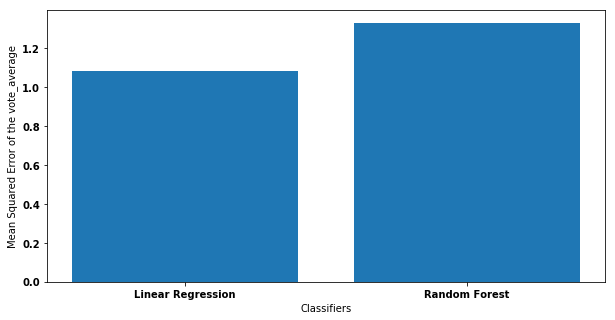 Mean Squared Error of the vote_average
1.2
1.0
0.8
0.6
0.4
0.2
0.0
Linear Regression
Random Forest
Classifiers